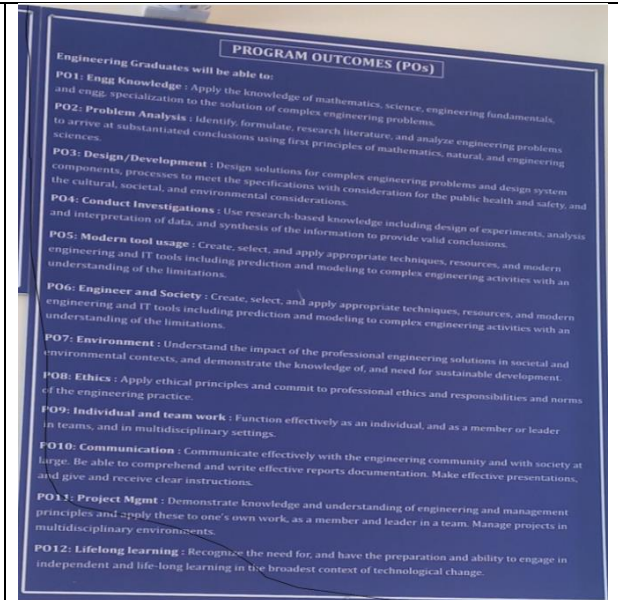 PROGRAM OUTCOMES (POs)
Engineering Graduates will be able to:
PO1: Engg Knowledge : Apply the knowledge of mathematics, science, engineering fundamentals,
and engg, specialization to the solution of complex engineering problems.
PO2: Problem Analysis : Identify, formulate, research literature, and analyze engineering problems
to arrive at substantiated conclusions using first principles of mathematics, natural, and engineering
sciences.
PO3: Design/Development : Design solutions for complex engineering problems and design system
components, processes to meet the specifications with consideration for the public health and safety, and
the cultural, societal, and environmental considerations.
PO4: Conduct Investigations : Use research-based knowledge including design of experiments, analysis
and interpretation of data, and synthesis of the information to provide valid conclusions.
PO5: Modern tool usage : Create, select, and apply appropriate techniques, resources, and modern
engineering and IT tools including prediction and modeling to complex engineering activities with an
understanding of the limitations.
PO6: Engineer and Society : Create, select, and apply appropriate techniques, resources, and modern
engineering and IT tools including prediction and modeling to complex engineering activities with an
understanding of the limitations.
PO7: Environment : Understand the impact of the professional engineering solutions in societal and
environmental contexts, and demonstrate the knowledge of, and need for sustainable development.
PO8: Ethics : Apply ethical principles and commit to professional ethics and responsibilities and norms
of the engineering practice.
PO9: Individual and team work : Function effectively as an individual, and as a member or leader
in teams, and in multidisciplinary settings.
PO10: Communication : Communicate effectively with the engineering community and with society at
large. Be able to comprehend and write effective reports documentation. Make effective presentations,
and give and receive clear instructions.
PO11: Project Mgmt : Demonstrate knowledge and understanding of engineering and management
principles and apply these to one's own work, as a member and leader in a team. Manage projects in
multidisciplinary environments.
PO12: Lifelong learning : Recognize the need for, and have the preparation and ability to engage in
independent and life-long learning in the broadest context of technological change.